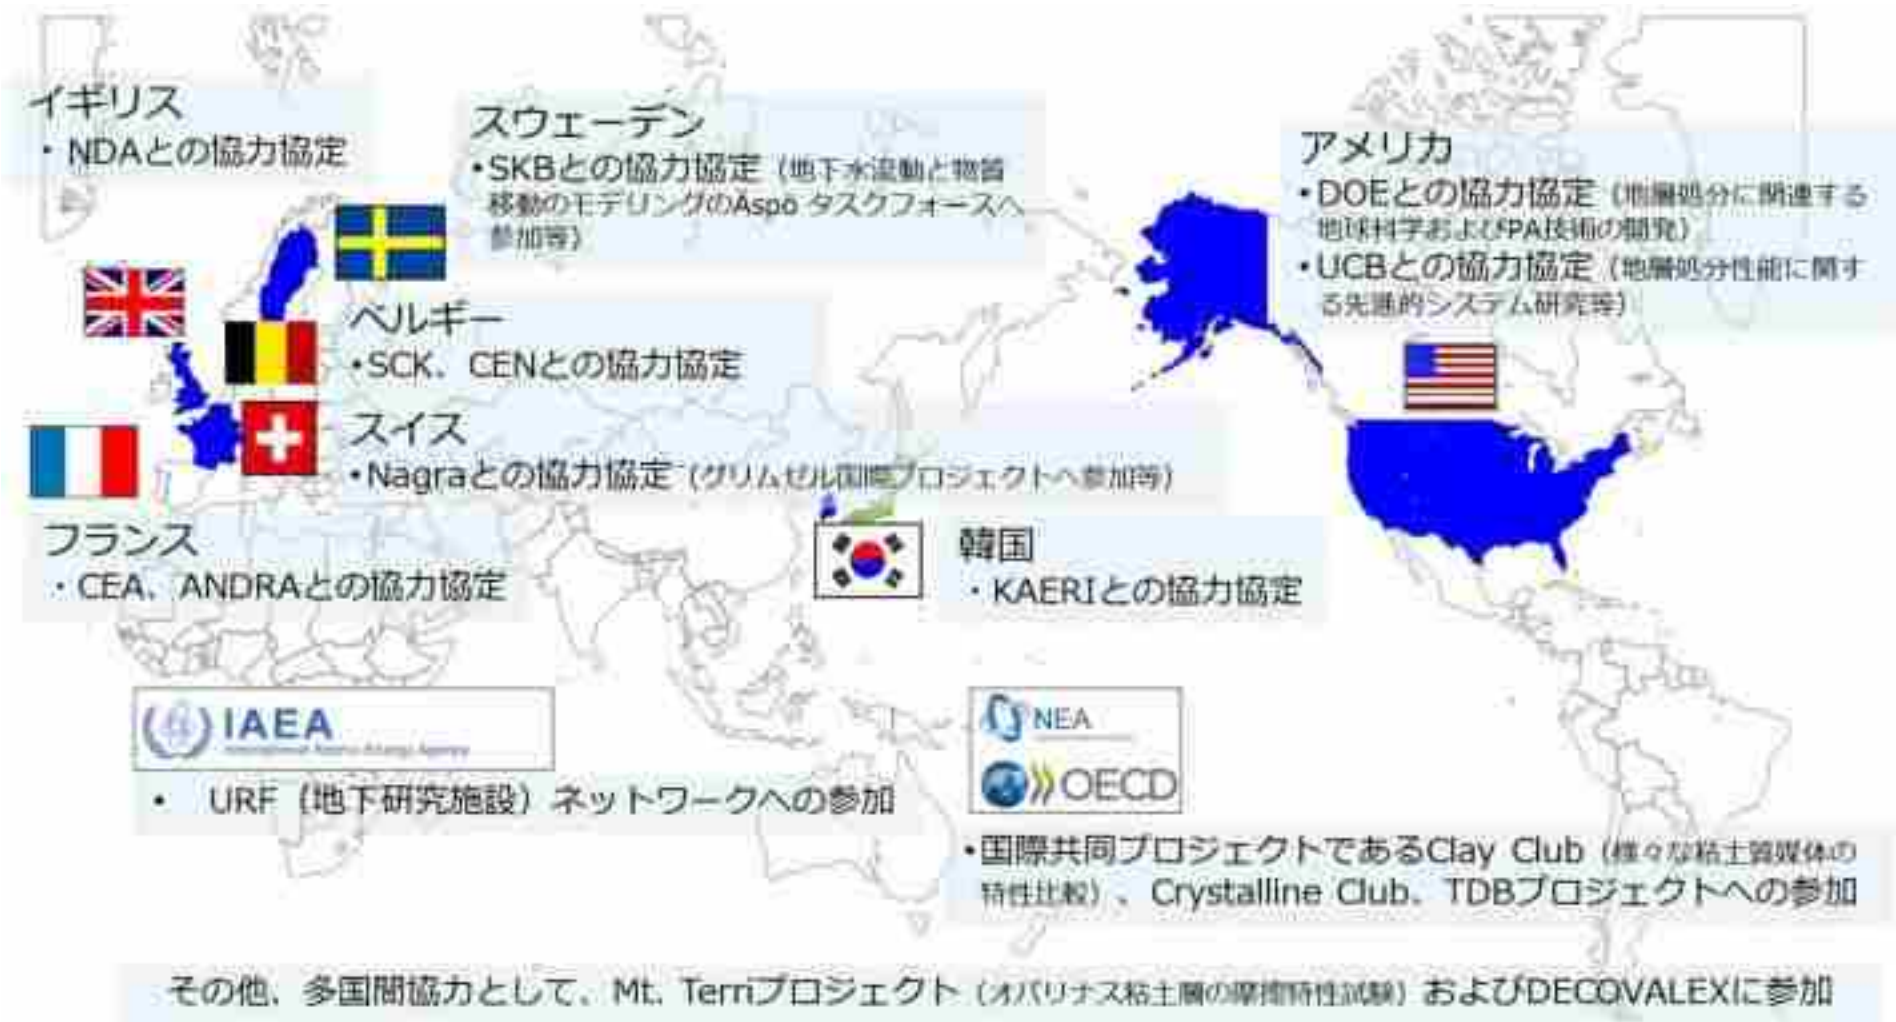 イギリス
・NDAとの協力協定
スウェーデン
・SKBとの協力協定（地下水流動と物質
移動のモデリングのAspo タスクフォースへ
参加等）
アメリカ
・DOEとの協力協定（地層処分に関連する
地球科学およびPA技術の開発）
・UCBとの協力協定（地層処分性能に関す
る先進的システム研究等）
ベルギー
・SCK、CENとの協力協定
スイス
・Nagraとの協力協定（グリムゼル国際プロジェクトへ参加等）
フランス
・CEA、ANDRAとの協力協定
韓国
・KAERIとの協力協定
IAEA
International Atomic Energy Agency
・ URF（地下研究施設）ネットワークへの参加
NEA
OECD
・国際共同プロジェクトであるClay Club（様々な粘土質媒体の
特性比較）、Crystalline Club、TDBプロジェクトへの参加
その他、多国間協力として、Mt. Terriプロジェクト（オパリナス粘土層の摩擦特性試験）およびDECOVALEXに参加